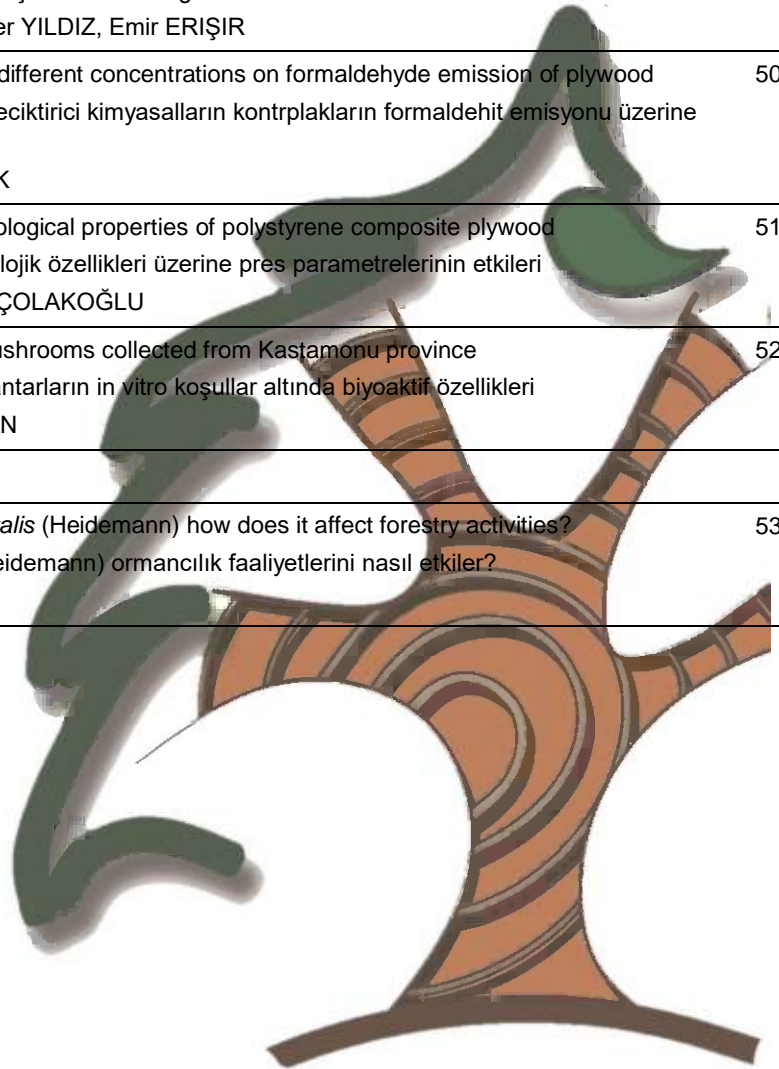 er YILDIZ, Emir ERIŞIR
different concentrations on formaldehyde emission of plywood 50
eciktirici kimyasalların kontrplakların formaldehit emisyonu üzerine
K
ological properties of polystyrene composite plywood 51
lojik özellikleri üzerine pres parametrelerinin etkileri
ÇOLAKOĞLU
ushrooms collected from Kastamonu province 52
antarların in vitro koşullar altında biyoaktif özellikleri
N
alis (Heidemann) how does it affect forestry activities? 53
eidemann) ormancılık faaliyetlerini nasıl etkiler?